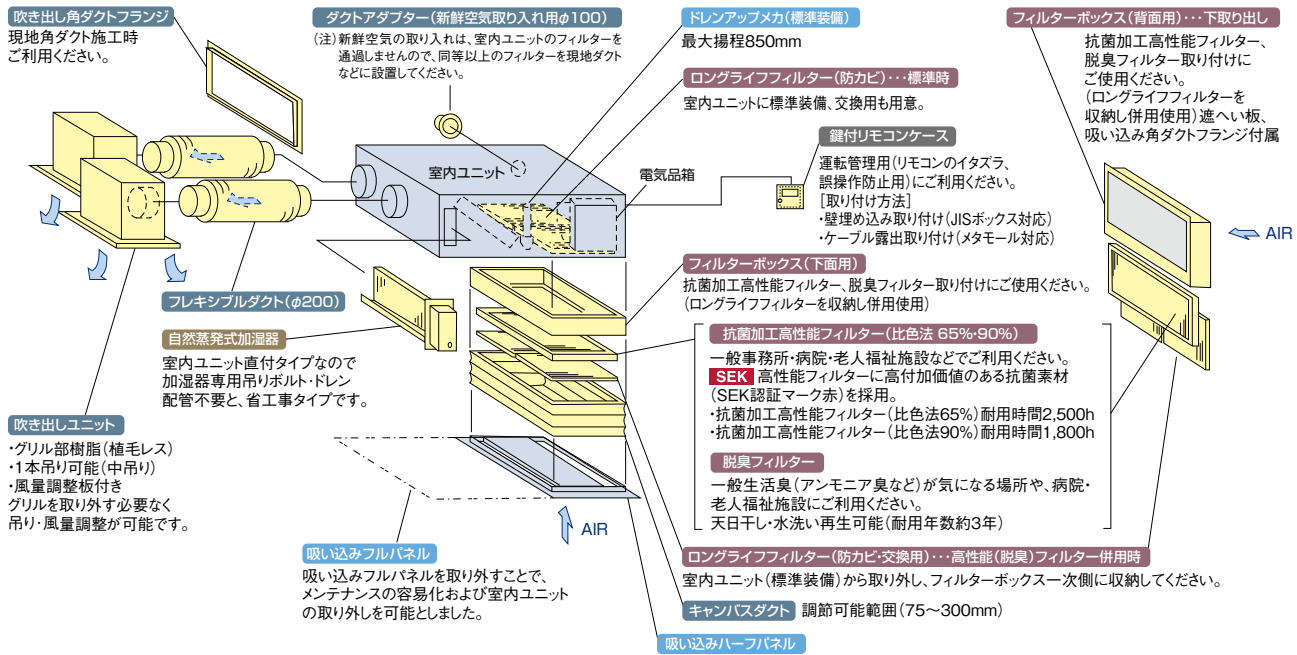 吹き出し角ダクトフランジ
現地角ダクト施工時
ご利用ください。
ダクトアダプター(新鮮空気取り入れ用φ100)
(注)新鮮空気の取り入れは、室内ユニットのフィルターを
通過しませんので、同等以上のフィルターを現地ダクト
などに設置してください。
ドレンアップメカ(標準装備)
最大揚程850mm
ロングライフフィルター(防カビ)･･･標準時
室内ユニットに標準装備、交換用も用意。
フィルターボックス(背面用)･･･下取り出し
抗菌加工高性能フィルター、
脱臭フィルター取り付けに
ご使用ください。
(ロングライフフィルターを
収納し併用使用)遮へい板、
吸い込み角ダクトフランジ付属
鍵付リモコンケース
運転管理用(リモコンのイタズラ、
誤操作防止用)にご利用ください。
[取り付け方法]
・壁埋め込み取り付け(JISボックス対応)
・ケーブル露出取り付け(メタモール対応)
室内ユニット
電気品箱
AIR
フィルターボックス(下面用)
抗菌加工高性能フィルター、脱臭フィルター取り付けにご使用ください。
(ロングライフフィルターを収納し併用使用)
フレキシブルダクト(φ200)
自然蒸発式加湿器
室内ユニット直付タイプなので
加湿器専用吊りボルト・ドレン
配管不要と、省工事タイプです。
抗菌加工高性能フィルター(比色法 65%・90%)
一般事務所・病院・老人福祉施設などでご利用ください。
SEK 高性能フィルターに高付加価値のある抗菌素材
(SEK認証マーク赤)を採用。
・抗菌加工高性能フィルター(比色法65%)耐用時間2,500h
・抗菌加工高性能フィルター(比色法90%)耐用時間1,800h
脱臭フィルター
一般生活臭(アンモニア臭など)が気になる場所や、病院・
老人福祉施設にご利用ください。
天日干し・水洗い再生可能(耐用年数約3年)
吹き出しユニット
・グリル部樹脂(植毛レス)
・1本吊り可能(中吊り)
・風量調整板付き
グリルを取り外す必要なく
吊り・風量調整が可能です。
AIR
吸い込みフルパネル
吸い込みフルパネルを取り外すことで、
メンテナンスの容易化および室内ユニット
の取り外しを可能としました。
ロングライフフィルター(防カビ・交換用)･･･高性能(脱臭)フィルター併用時
室内ユニット(標準装備)から取り外し、フィルターボックス一次側に収納してください。
キャンバスダクト 調節可能範囲(75〜300mm)
吸い込みハーフパネル